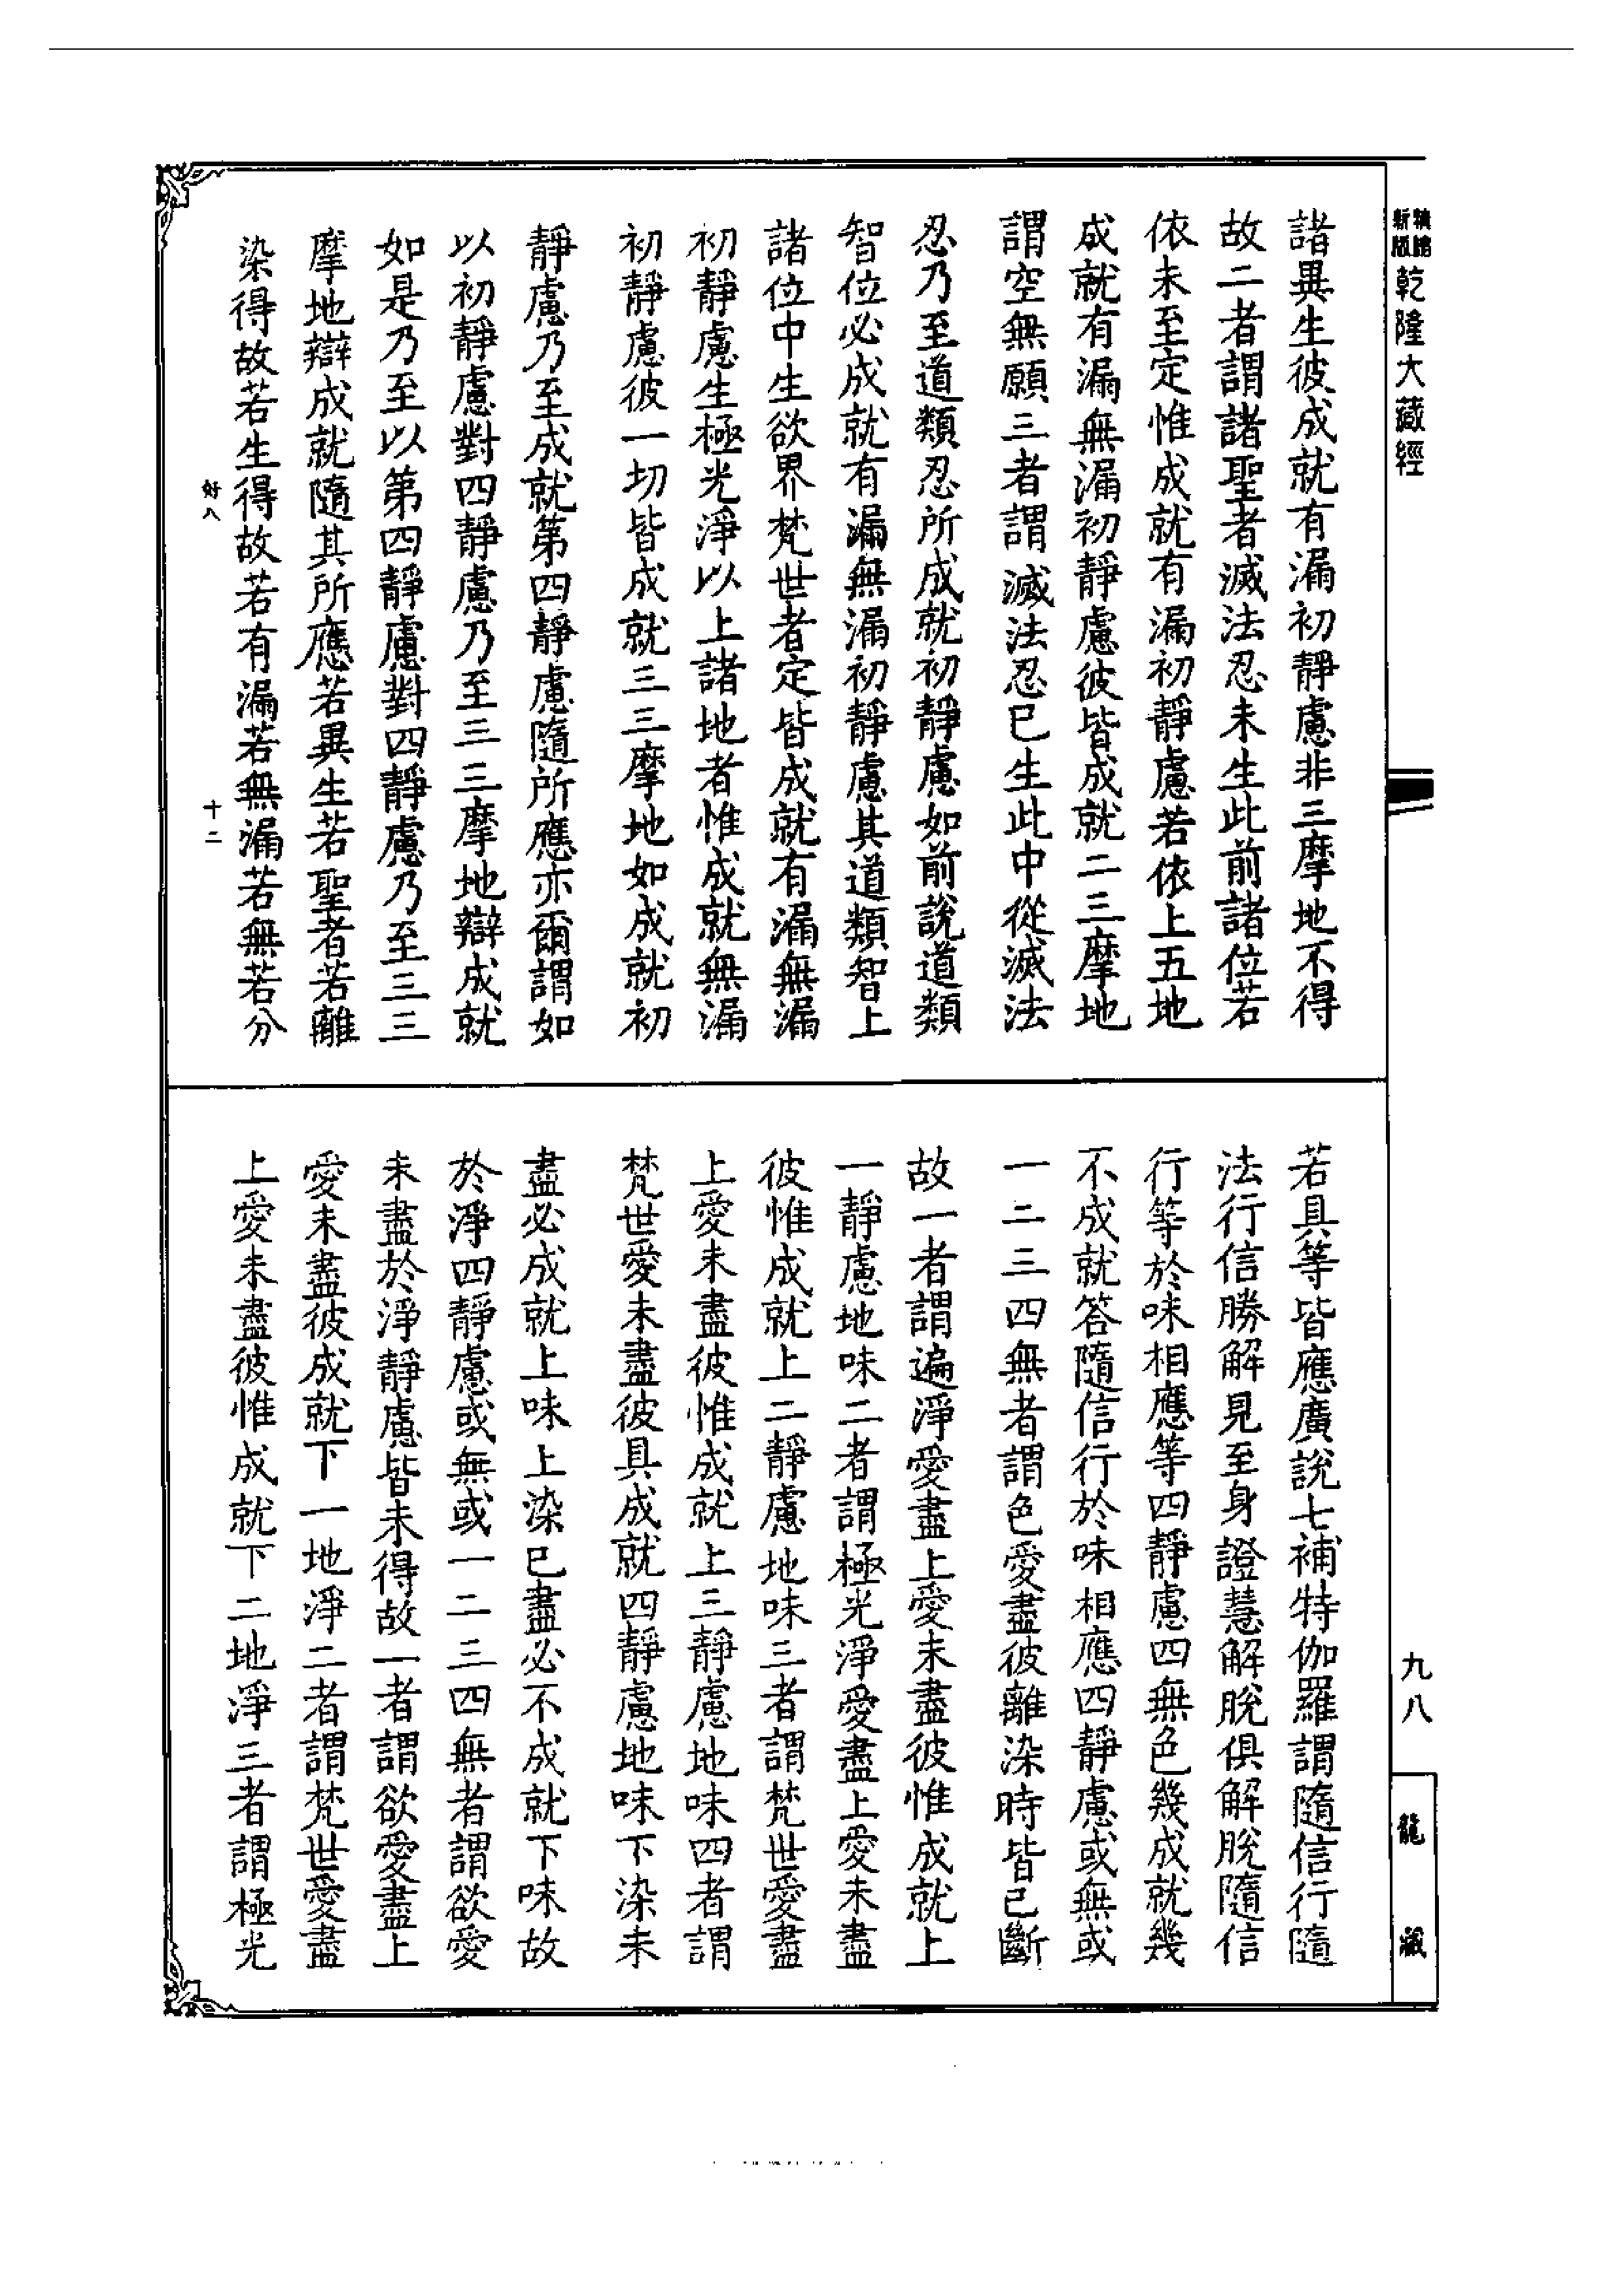 精繕新版乾隆大藏經
諸異生彼成就有漏初靜慮非三摩地不得
故二者謂諸聖者滅法忍未生此前諸位若
依未至定惟成就有漏初靜慮若依上五地
成就有漏無漏初靜慮彼皆成就二三摩地
謂空無願三者謂滅法忍已生此中從滅法
忍乃至道類忍所成就初靜慮如前說道類
智位必成就有漏無漏初靜慮其道類智上
諸位中生欲界梵世者定皆成就有漏無漏
初靜慮生極光淨以上諸地者惟成就無漏
初靜慮彼一切皆成就三三摩地如成就初
靜慮乃至成就第四靜慮隨所應亦爾謂如
以初靜慮對四靜慮乃至三三摩地辯成就
如是乃至以第四靜慮對四靜慮乃至三三
摩地辯成就隨其所應若異生若聖者若離
染得故若生得故若有漏若無漏若無若分
好八 十二
若具等皆應廣說七補特伽羅謂隨信行隨
法行信勝解見至身證慧解脫俱解脫隨信
行等於味相應等四靜慮四無色幾成就幾
不成就答隨信行於味相應四靜慮或無或
一二三四無者謂色愛盡彼離染時皆已斷
故一者謂遍淨愛盡上愛未盡彼惟成就上
一靜慮地味二者謂極光淨愛盡上愛未盡
彼惟成就上二靜慮地味三者謂梵世愛盡
上愛未盡彼惟成就上三靜慮地味四者謂
梵世愛未盡彼具成就四靜慮地味下染未
盡必成就上味上染已盡必不成就下味故
於淨四靜慮或無或一二三四無者謂欲愛
未盡於淨靜慮皆未得故一者謂欲愛盡上
愛未盡彼成就下一地淨二者謂梵世愛盡
上愛未盡彼惟成就下二地淨三者謂極光
九八
龍藏